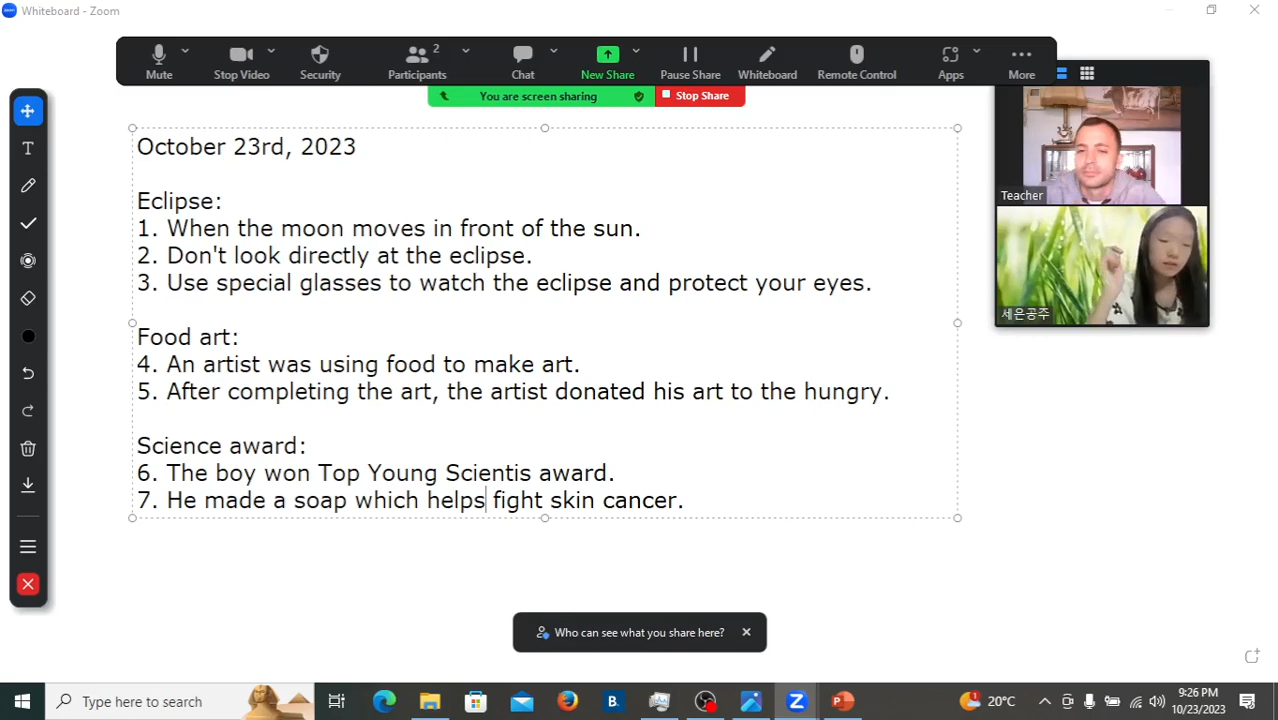 Whiteboard - Zoom
Mute
Stop Video
Security
Participants
2
Chat
New Share
Pause Share
Whiteboard
Remote Control
Apps
More
You are screen sharing
Stop Share
Teacher
세은공주
T
October 23rd, 2023
Eclipse:
1. When the moon moves in front of the sun.
2. Don't look directly at the eclipse.
3. Use special glasses to watch the eclipse and protect your eyes.
Food art:
4. An artist was using food to make art.
5. After completing the art, the artist donated his art to the hungry.
Science award:
6. The boy won Top Young Scientis award.
7. He made a soap which helps fight skin cancer.
Who can see what you share here?
Type here to search
B.
1
20°C
9:26 PM
10/23/2023